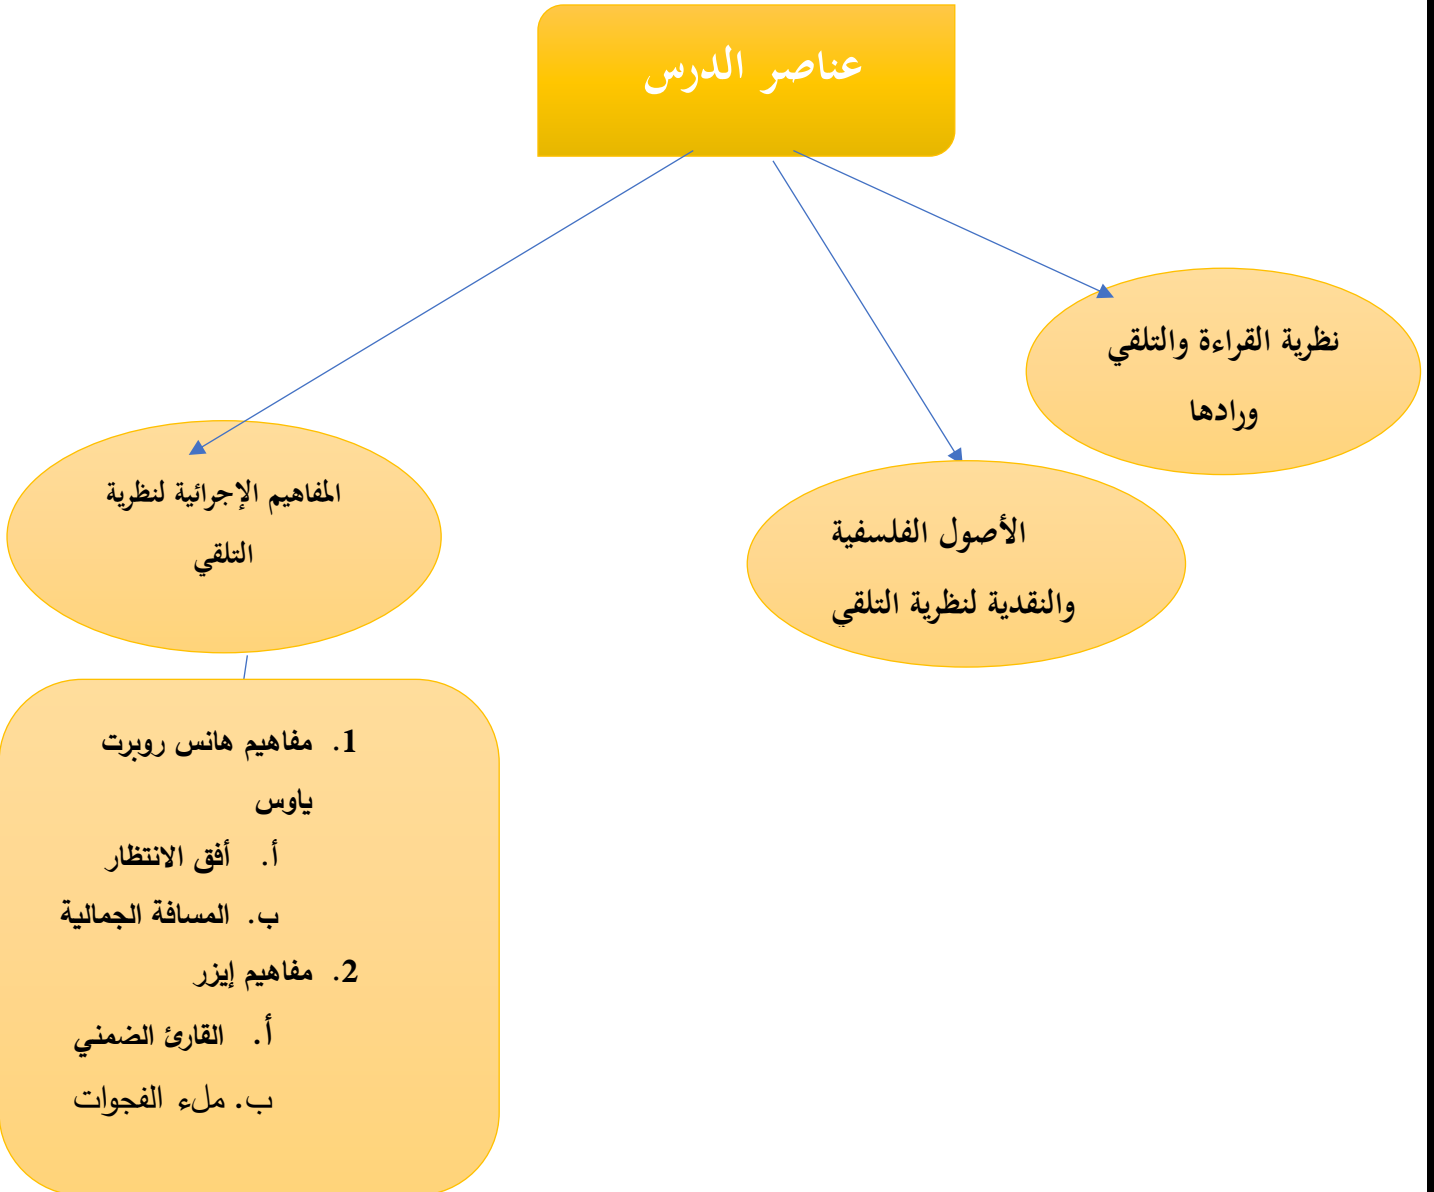 عناصر الدرس
نظرية القراءة والتلقي
ورادها
الأصول الفلسفية
والنقدية لنظرية التلقي
المفاهيم الإجرائية لنظرية
التلقي
1. مفاهيم هانس روبرت
ياوس
أ. أفق الانتظار
ب. المسافة الجمالية
2. مفاهيم إيزر
أ. القارئ الضمني
ب. ملء الفجوات